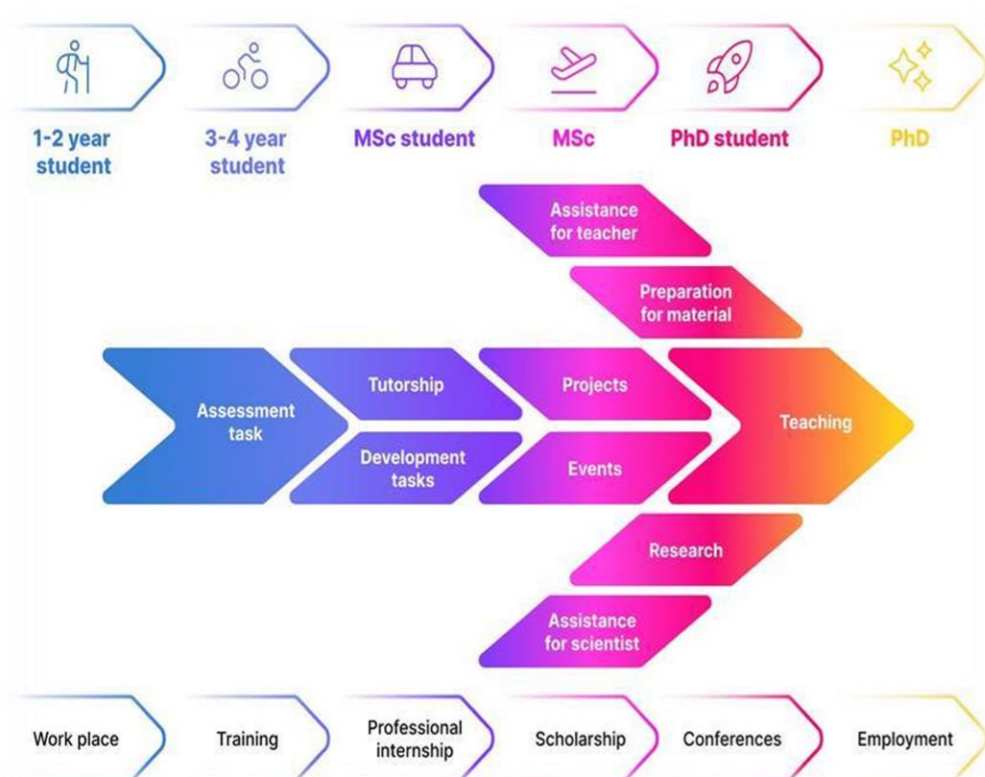 1-2 year
student
3-4 year
student
MSc student
MSc
PhD student
PhD
Assistance
for teacher
Preparation
for material
Assessment
task
Tutorship
Development
tasks
Projects
Events
Teaching
Research
Assistance
for scientist
Work place
Training
Professional
internship
Scholarship
Conferences
Employment